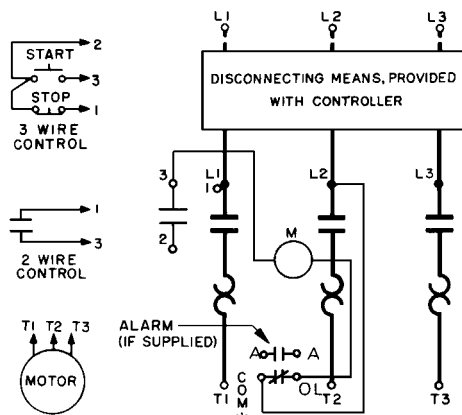 L1 L2 L3
2
START
3
STOP
1
3 WIRE
CONTROL
DISCONNECTING MEANS, PROVIDED
WITH CONTROLLER
3 L1 L2 L3
1
2
M
1
3
2 WIRE
CONTROL
ALARM
(IF SUPPLIED)
A A
T1 T2 T3
MOTOR
COM
OL
T1 T2 T3